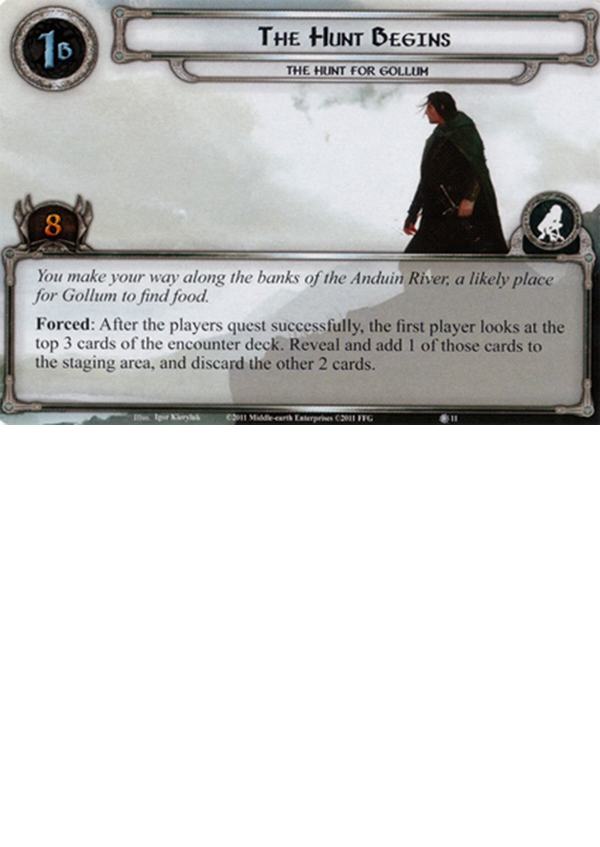 1B
THE HUNT BEGINS
THE HUNT FOR GOLLUM
8
You make your way along the banks of the Anduin River, a likely place
for Gollum to find food.
Forced: After the players quest successfully, the first player looks at the
top 3 cards of the encounter deck. Reveal and add 1 of those cards to
the staging area, and discard the other 2 cards.
Illus. Igor Kieryluk ©2011 Middle-earth Enterprises ©2011 FFG 11